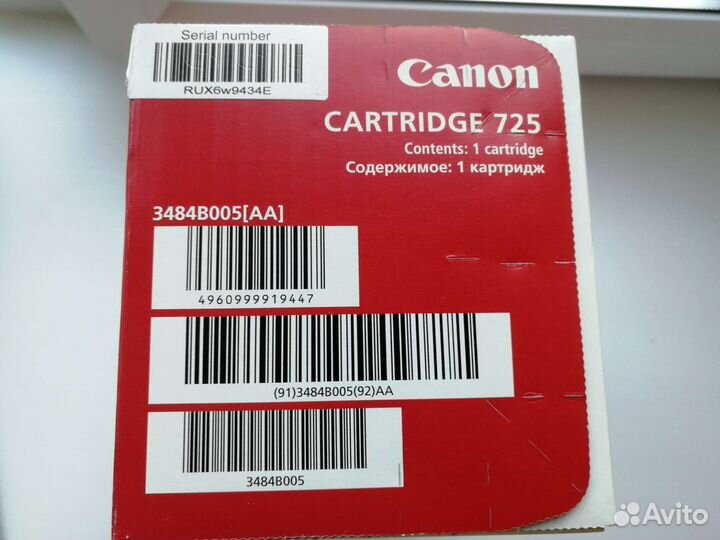 Serial number
RUX6w9434E
Canon
CARTRIDGE 725
Contents: 1 cartridge
Содержимое: 1 картридж
3484B005[AA]
4960999919447
(91)3484B005(92)AA
3484B005
Avito